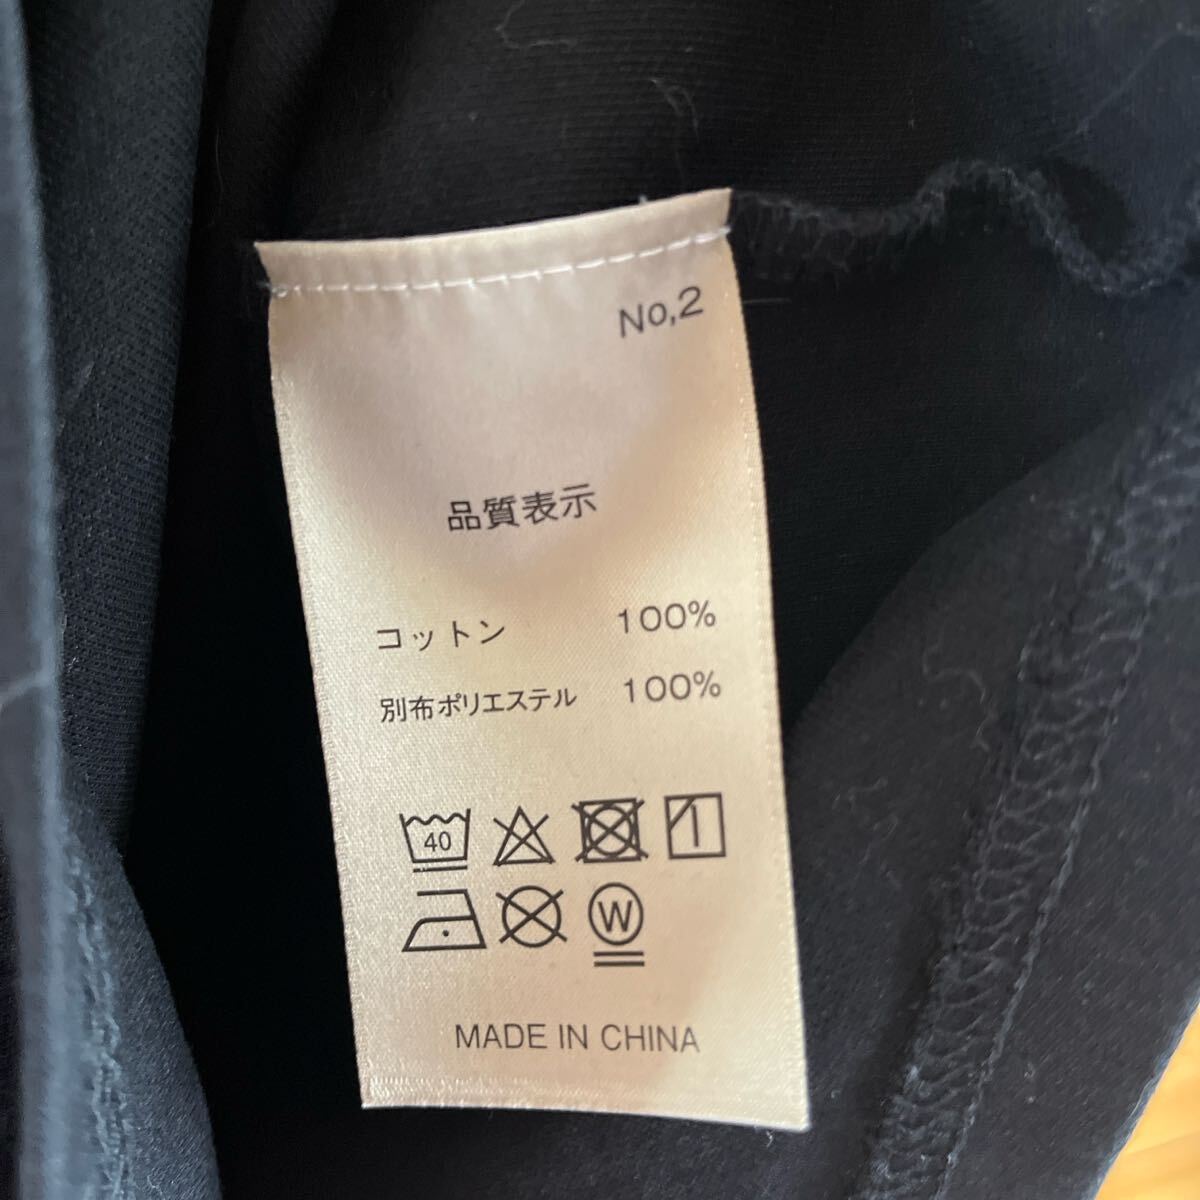 No,2
品質表示
コットン 100%
別布ポリエステル 100%
40
W
MADE IN CHINA